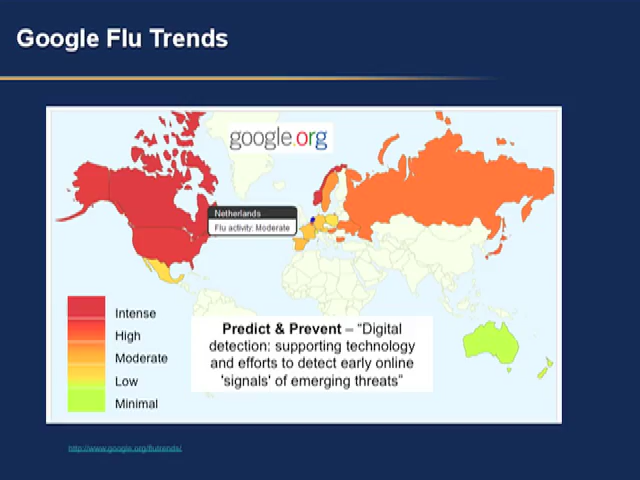 Google Flu Trends
google.org
Netherlands
Flu activity: Moderate
Intense
High
Moderate
Low
Minimal
Predict & Prevent – “Digital
detection: supporting technology
and efforts to detect early online
'signals' of emerging threats“
http://www.google.org/flutrends/